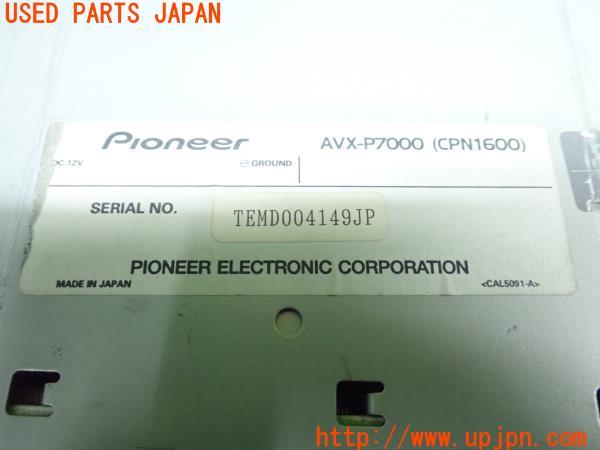 USED PARTS JAPAN
Pioneer AVX-P7000 (CPN1600)
DC 12V ⊖ GROUND
SERIAL NO. TEMD004149JP
PIONEER ELECTRONIC CORPORATION
MADE IN JAPAN <CAL5091-A>
http://www.upjpn.com/